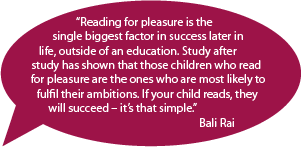 “Reading for pleasure is the
single biggest factor in success later in
life, outside of an education. Study after
study has shown that those children who read
for pleasure are the ones who are most likely to
fulfil their ambitions. If your child reads, they
will succeed – it’s that simple.”
Bali Rai